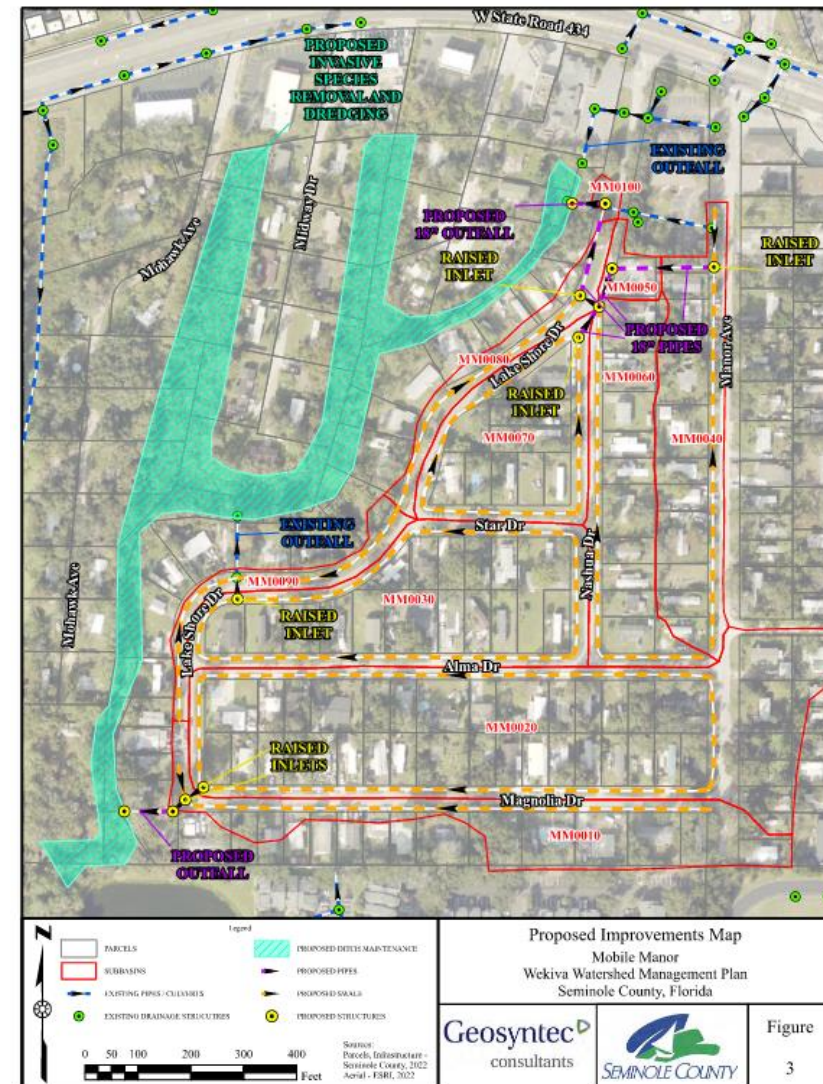 W State Road 434
PROPOSED
INVASIVE
SPECIES
REMOVAL AND
DREDGING
EXISTING
OUTFALL
Midway Dr
Mohawk Ave
MM0100
PROPOSED
18" OUTFALL
RAISED
INLET
RAISED
INLET
MM0050
PROPOSED
18" PIPES
MM0080
Lake Shore Dr
MM0060
Manor Ave
RAISED
INLET
MM0070
MM0040
EXISTING
OUTFALL
Star Dr
Nashua Dr
Mohawk Ave
MM0090
MM0030
RAISED
INLET
Lake Shore Dr
Alma Dr
MM0020
RAISED
INLETS
Magnolia Dr
MM0010
PROPOSED
OUTFALL
Legend
N
PARCELS
SUBBASINS
EXISTING PIPES / CULVERTS
EXISTING DRAINAGE STRUCUTRES
PROPOSED DITCH MAINTENANCE
PROPOSED PIPES
PROPOSED SWALE
PROPOSED STRUCTURES
0 50 100 200 300 400
Feet
Sources:
Parcels, Infrastructure -
Seminole County, 2022
Aerial - ESRI, 2022
Proposed Improvements Map
Mobile Manor
Wekiva Watershed Management Plan
Seminole County, Florida
Geosyntec
consultants
SEMINOLE COUNTY
Figure
3